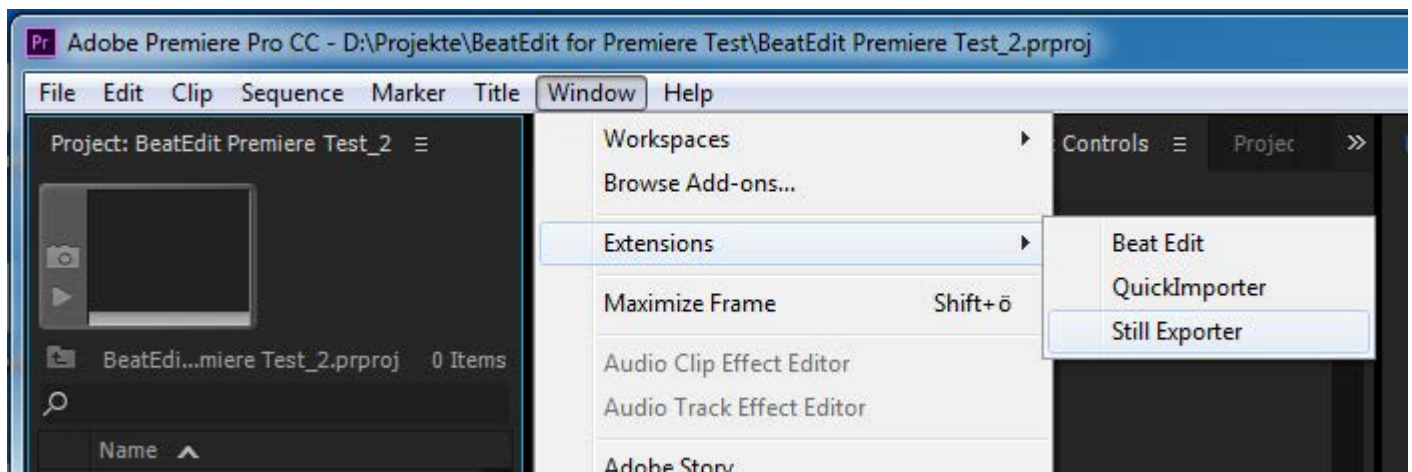 Pr Adobe Premiere Pro CC - D:\Projekte\BeatEdit for Premiere Test\BeatEdit Premiere Test_2.prproj
File Edit Clip Sequence Marker Title Window Help
Project: BeatEdit Premiere Test_2
Workspaces
Controls
Projec
Browse Add-ons...
Extensions
Beat Edit
QuickImporter
Maximize Frame Shift+ö
Still Exporter
BeatEdi...miere Test_2.prproj 0 Items
Audio Clip Effect Editor
Audio Track Effect Editor
Name
Adobe Story